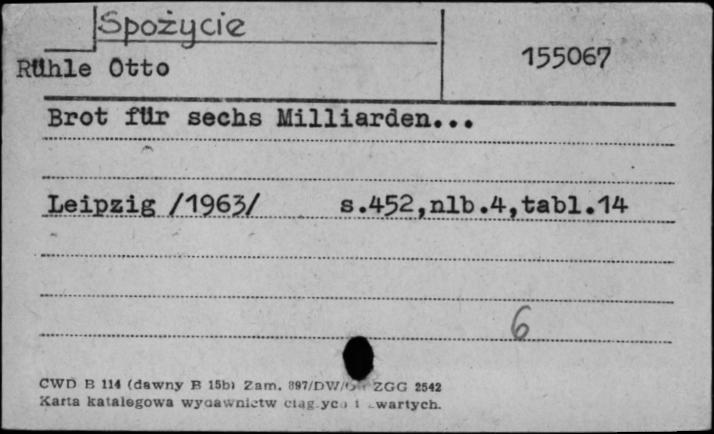 Spożycie
155067
Rühle Otto
Brot für sechs Milliarden...
Leipzig /1963/ s.452,nlb.4,tabl.14
6
CWD B 114 (dawny B 15b) Zam. 897/DW/ ZGG 2542
Karta katalogowa wydawnictw